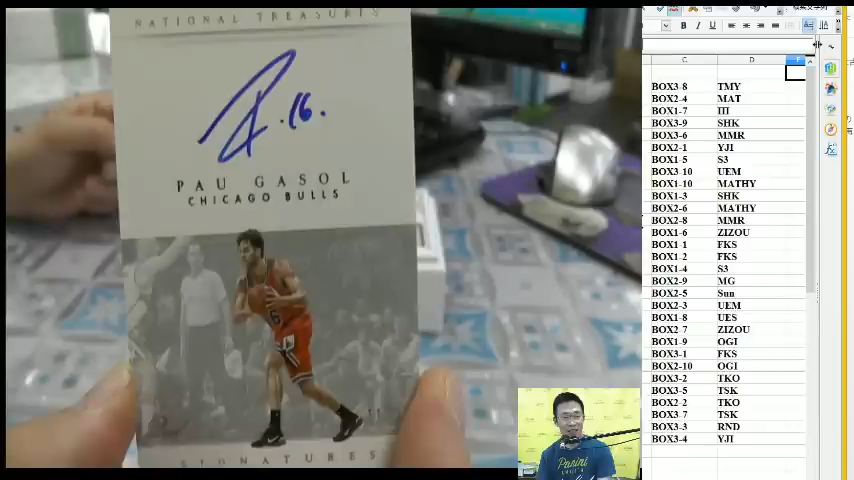 NATIONAL TREASURES
16.
PAU GASOL
CHICAGO BULLS
SIGNATURES
Panini
C D
BOX3-8 TMY
BOX2-4 MAT
BOX1-7 III
BOX3-9 SHK
BOX3-6 MMR
BOX2-1 YJI
BOX1-5 S3
BOX3-10 UEM
BOX1-10 MATHY
BOX1-3 SHK
BOX2-6 MATHY
BOX2-8 MMR
BOX1-6 ZIZOU
BOX1-1 FKS
BOX1-2 FKS
BOX1-4 S3
BOX2-9 MG
BOX2-5 Sun
BOX2-3 UEM
BOX1-8 UES
BOX2-7 ZIZOU
BOX1-9 OGI
BOX3-1 FKS
BOX2-10 OGI
BOX3-2 TKO
BOX3-5 TSK
BOX2-2 TKO
BOX3-7 TSK
BOX3-3 RND
BOX3-4 YJI